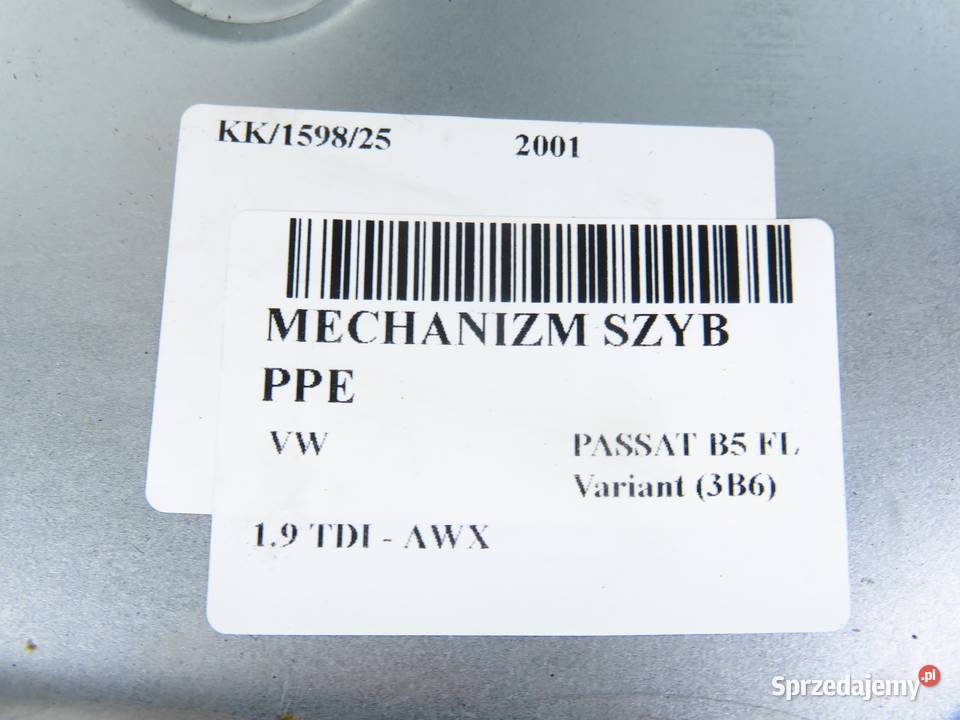 KK/1598/25 2001
MECHANIZM SZYB
PPE
VW PASSAT B5 FL
Variant (3B6)
1.9 TDI - AWX
Sprzedajemy.pl